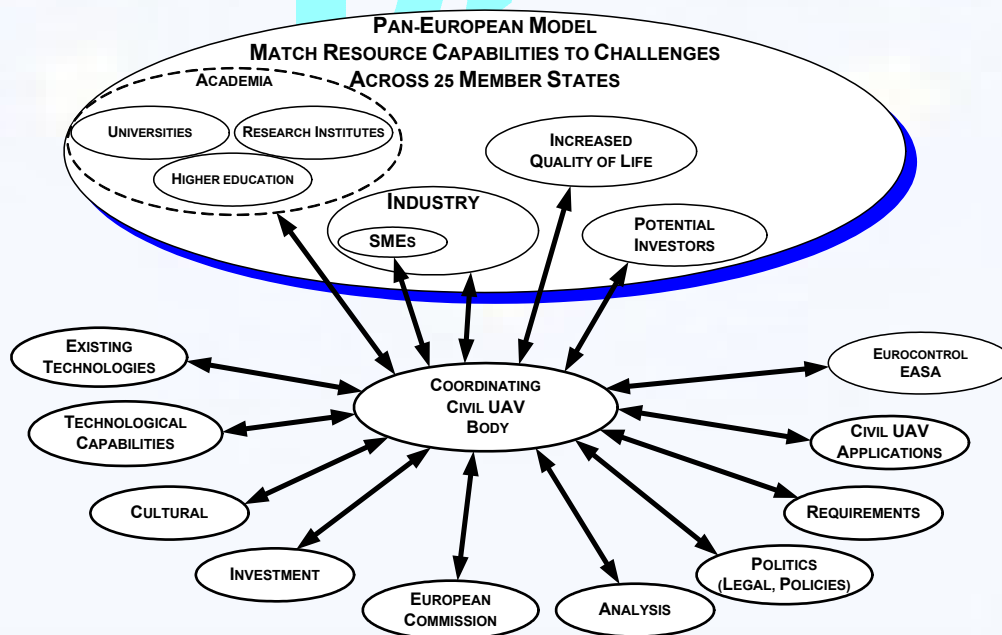 PAN-EUROPEAN MODEL
MATCH RESOURCE CAPABILITIES TO CHALLENGES
ACROSS 25 MEMBER STATES
ACADEMIA
UNIVERSITIES
RESEARCH INSTITUTES
HIGHER EDUCATION
INCREASED
QUALITY OF LIFE
INDUSTRY
SMES
POTENTIAL
INVESTORS
EXISTING
TECHNOLOGIES
COORDINATING
CIVIL UAV
BODY
EUROCONTROL
EASA
TECHNOLOGICAL
CAPABILITIES
CIVIL UAV
APPLICATIONS
CULTURAL
REQUIREMENTS
INVESTMENT
POLITICS
(LEGAL, POLICIES)
EUROPEAN
COMMISSION
ANALYSIS